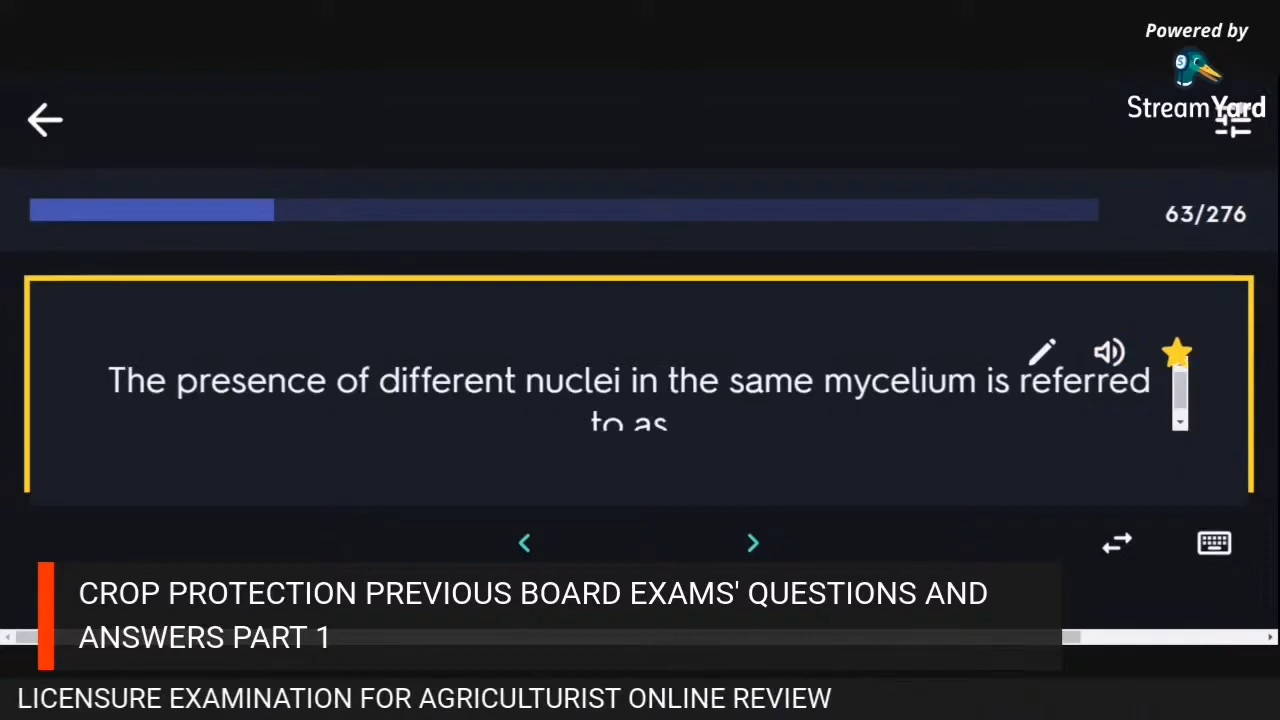 Powered by
StreamYard
63/276
The presence of different nuclei in the same mycelium is referred
to as
CROP PROTECTION PREVIOUS BOARD EXAMS' QUESTIONS AND
ANSWERS PART 1
LICENSURE EXAMINATION FOR AGRICULTURIST ONLINE REVIEW